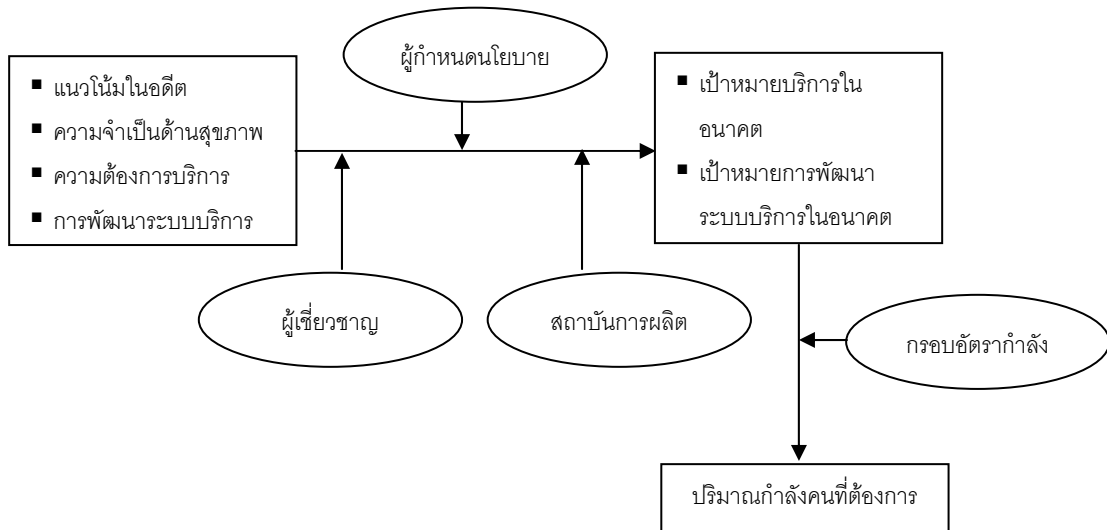 ผู้กำหนดนโยบาย
▪ แนวโน้มในอดีต
▪ ความจำเป็นด้านสุขภาพ
▪ ความต้องการบริการ
▪ การพัฒนาระบบบริการ
▪ เป้าหมายบริการใน
อนาคต
▪ เป้าหมายการพัฒนา
ระบบบริการในอนาคต
ผู้เชี่ยวชาญ
สถาบันการผลิต
กรอบอัตรากำลัง
ปริมาณกำลังคนที่ต้องการ